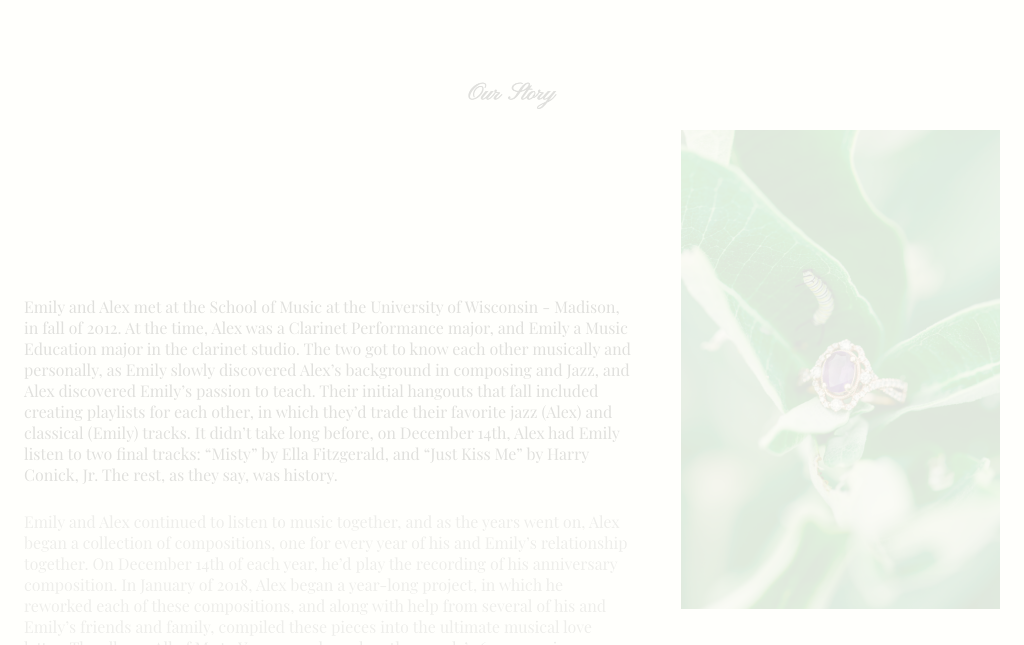 Our Story
Emily and Alex met at the School of Music at the University of Wisconsin - Madison,
in fall of 2012. At the time, Alex was a Clarinet Performance major, and Emily a Music
Education major in the clarinet studio. The two got to know each other musically and
personally, as Emily slowly discovered Alex's background in composing and Jazz, and
Alex discovered Emily's passion to teach. Their initial hangouts that fall included
creating playlists for each other, in which they'd trade their favorite jazz (Alex) and
classical (Emily) tracks. It didn't take long before, on December 14th, Alex had Emily
listen to two final tracks: “Misty” by Ella Fitzgerald, and “Just Kiss Me” by Harry
Conick, Jr. The rest, as they say, was history.
Emily and Alex continued to listen to music together, and as the years went on, Alex
began a collection of compositions, one for every year of his and Emily's relationship
together. On December 14th of each year, he'd play the recording of his anniversary
composition. In January of 2018, Alex began a year-long project, in which he
reworked each of these compositions, and along with help from several of his and
Emily's friends and family, compiled these pieces into the ultimate musical love